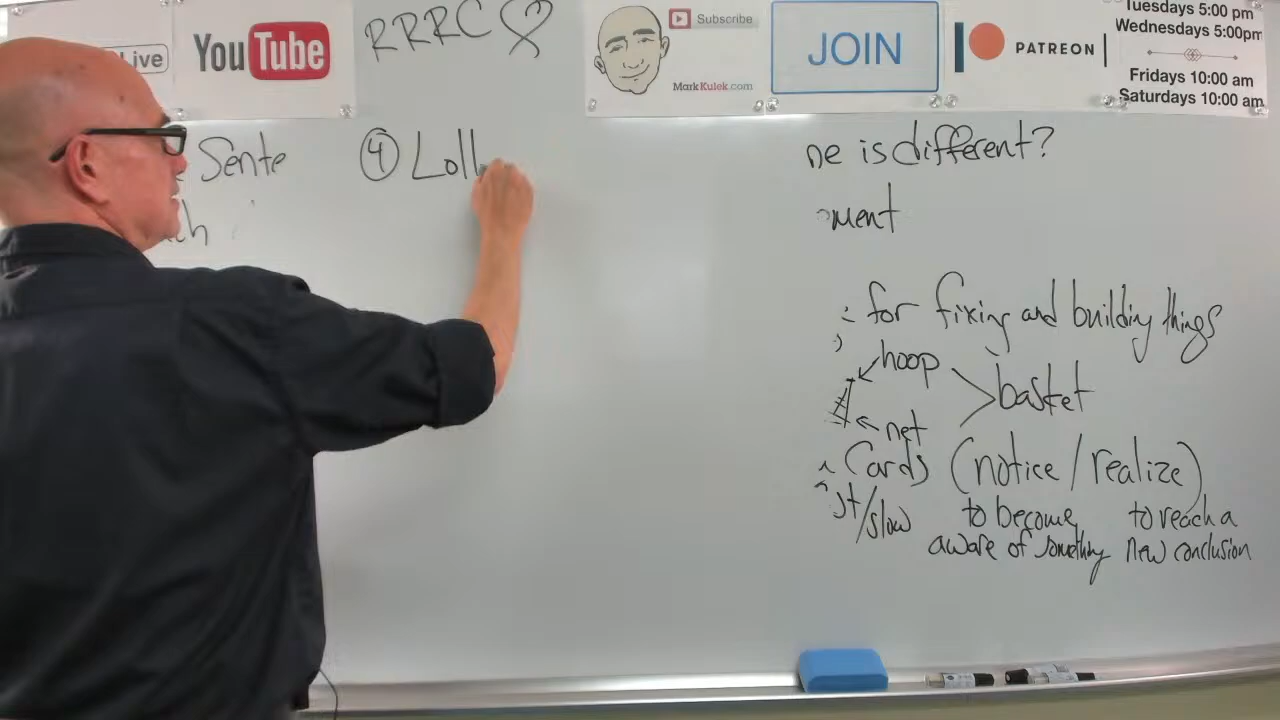 Live
YouTube
RRRC
Subscribe
MarkKulek.com
JOIN
PATREON
Tuesdays 5:00 pm
Wednesdays 5:00pm
Fridays 10:00 am
Saturdays 10:00 am
Sente
④ Loll
ne is different?
ment
for fixing and building things
hoop
basket
net
Cards (notice / realize)
st/slow to become to reach a
aware of something new conclusion